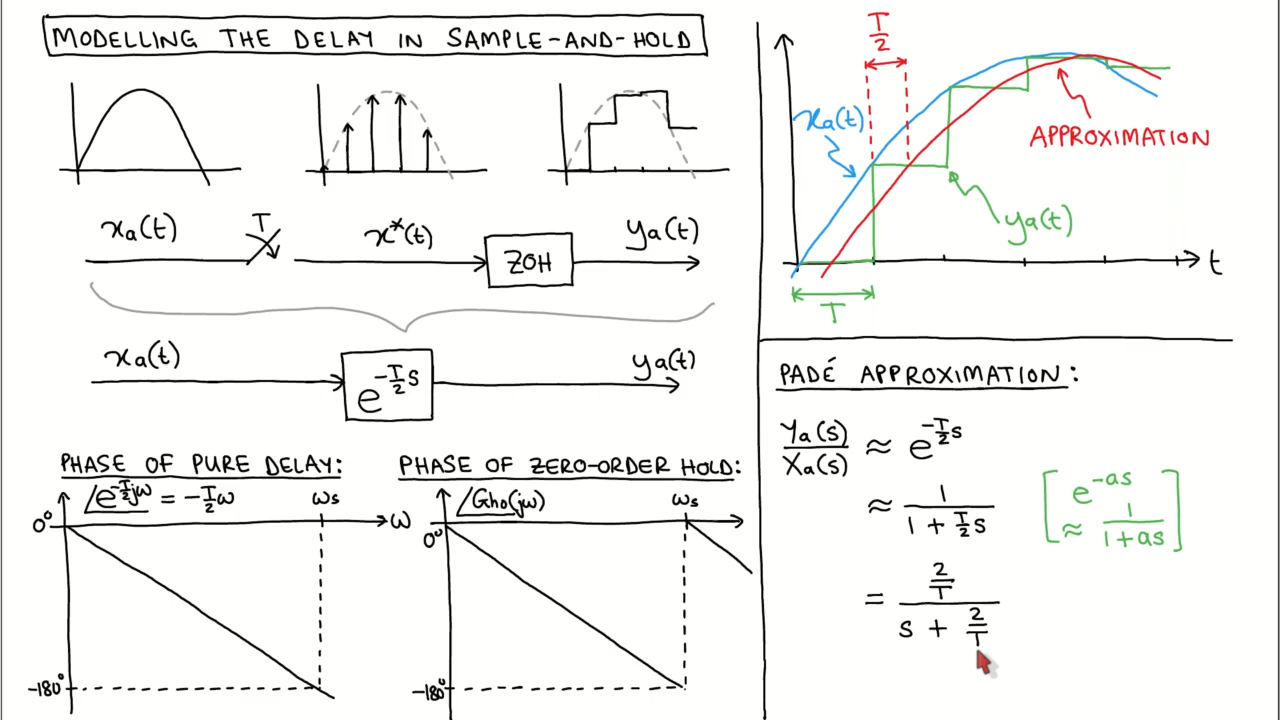 MODELLING THE DELAY IN SAMPLE-AND-HOLD
xa(t)
T
x*(t)
ZOH
ya(t)
xa(t)
e^(-T/2 s)
ya(t)
PHASE OF PURE DELAY:
∠e^(-T/2 jω) = -T/2 ω
ωs
ω
0°
-180°
PHASE OF ZERO-ORDER HOLD:
∠Gho(jω)
ωs
0°
-180°
T/2
xa(t)
APPROXIMATION
ya(t)
t
T
PADÉ APPROXIMATION:
Ya(s)/Xa(s) ≈ e^(-T/2 s)
≈ 1/(1 + T/2 s)
[e^(-as) ≈ 1/(1+as)]
= (2/T)/(s + 2/T)